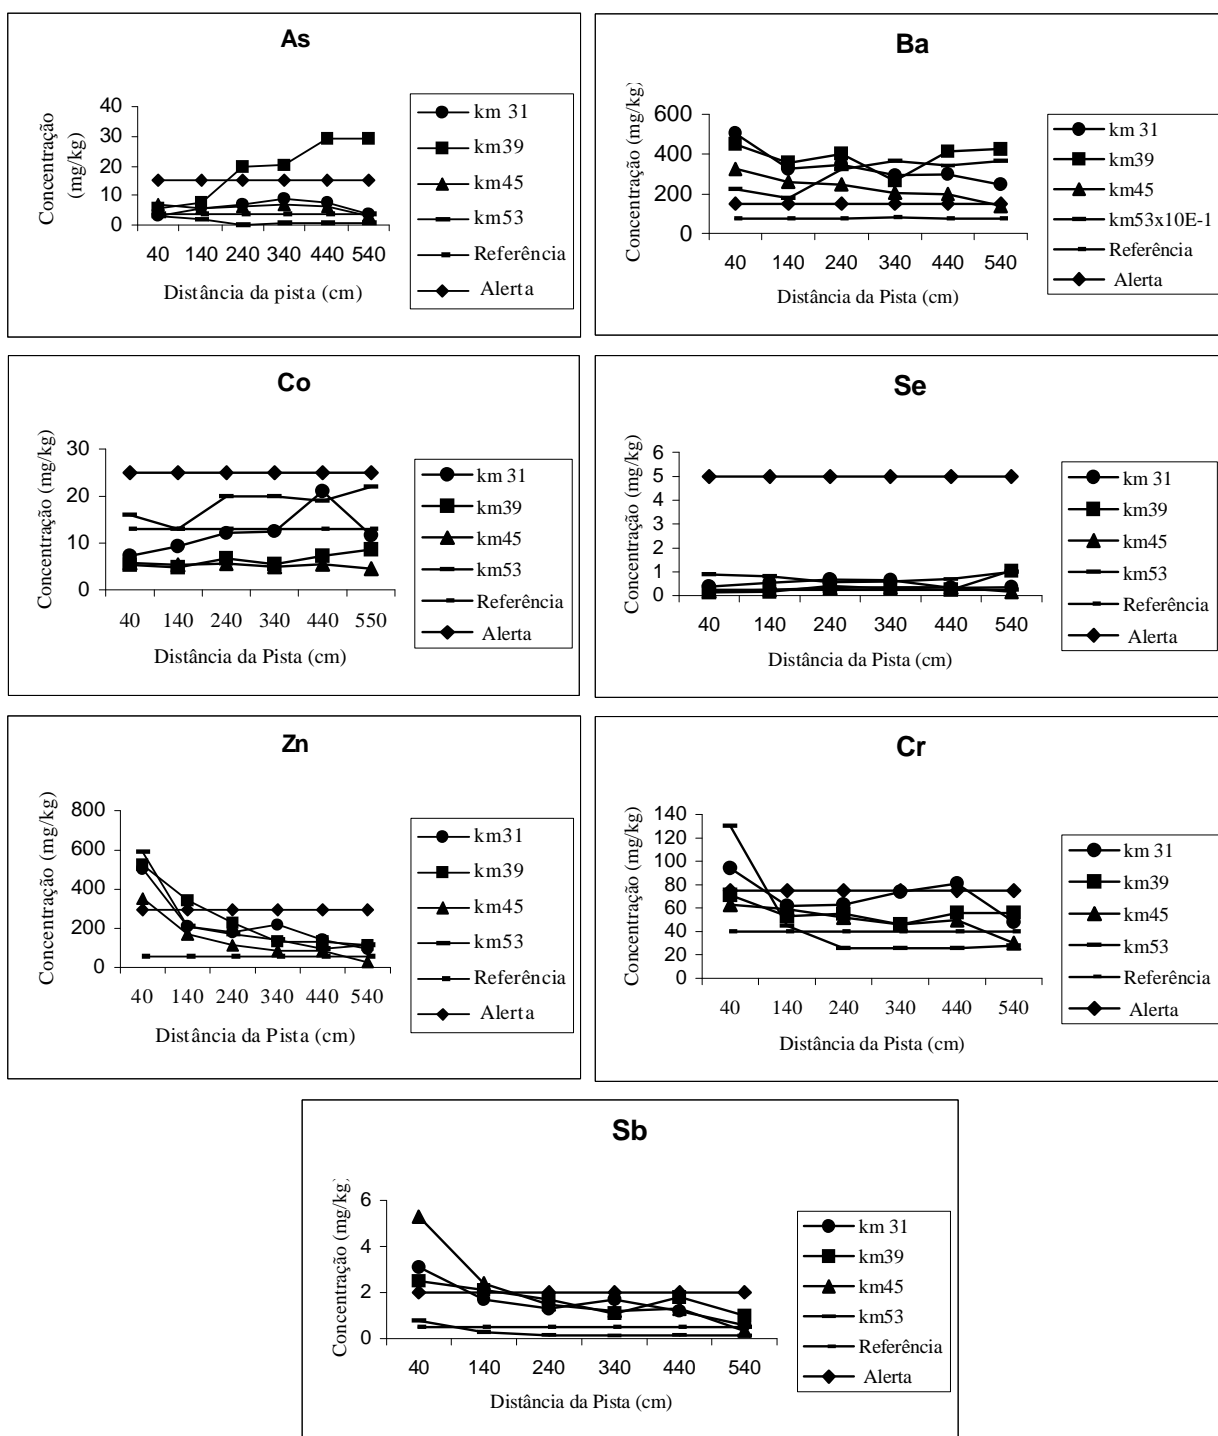 As
Concentração
(mg/kg)
40
30
20
10
0
40 140 240 340 440 540
Distância da pista (cm)
km 31
km39
km45
km53
Referência
Alerta
Ba
Concentração (mg/kg)
600
400
200
0
40 140 240 340 440 540
Distância da Pista (cm)
km 31
km39
km45
km53x10E-1
Referência
Alerta
Co
Concentração (mg/kg)
30
20
10
0
40 140 240 340 440 550
Distância da Pista (cm)
km 31
km39
km45
km53
Referência
Alerta
Se
Concentração (mg/kg)
6
5
4
3
2
1
0
40 140 240 340 440 540
Distância da Pista (cm)
km 31
km39
km45
km53
Referência
Alerta
Zn
Concentração (mg/kg)
800
600
400
200
0
40 140 240 340 440 540
Distância da Pista (cm)
km31
km39
km45
km53
Referência
Alerta
Cr
Concentração (mg/kg)
140
120
100
80
60
40
20
0
40 140 240 340 440 540
Distância da Pista (cm)
km 31
km39
km45
km53
Referência
Alerta
Sb
Concentração (mg/kg)
6
4
2
0
40 140 240 340 440 540
Distância da Pista (cm)
km 31
km39
km45
km53
Referência
Alerta